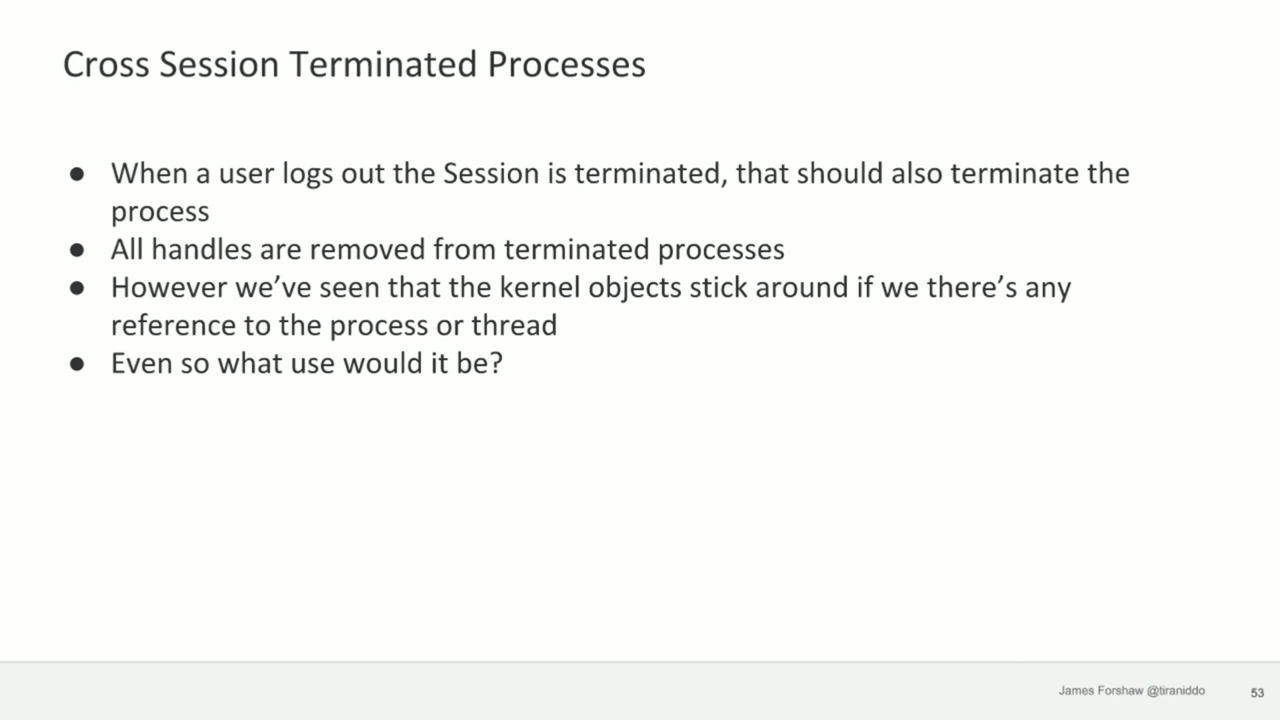 Cross Session Terminated Processes
● When a user logs out the Session is terminated, that should also terminate the
process
● All handles are removed from terminated processes
● However we’ve seen that the kernel objects stick around if we there’s any
reference to the process or thread
● Even so what use would it be?
James Forshaw @tiraniddo
53